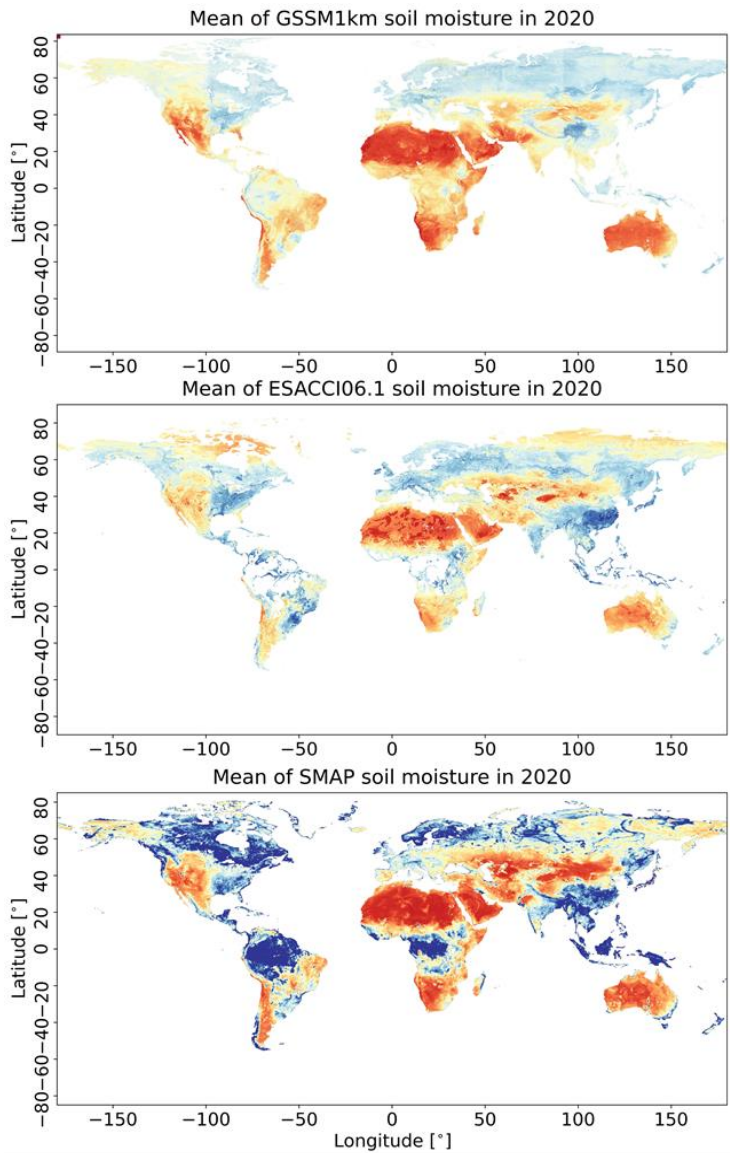 Mean of GSSM1km soil moisture in 2020
80
60
40
20
0
−20
−40
−60
−80
Latitude [°]
−150 −100 −50 0 50 100 150
Mean of ESACCI06.1 soil moisture in 2020
80
60
40
20
0
−20
−40
−60
−80
Latitude [°]
−150 −100 −50 0 50 100 150
Mean of SMAP soil moisture in 2020
80
60
40
20
0
−20
−40
−60
−80
Latitude [°]
−150 −100 −50 0 50 100 150
Longitude [°]